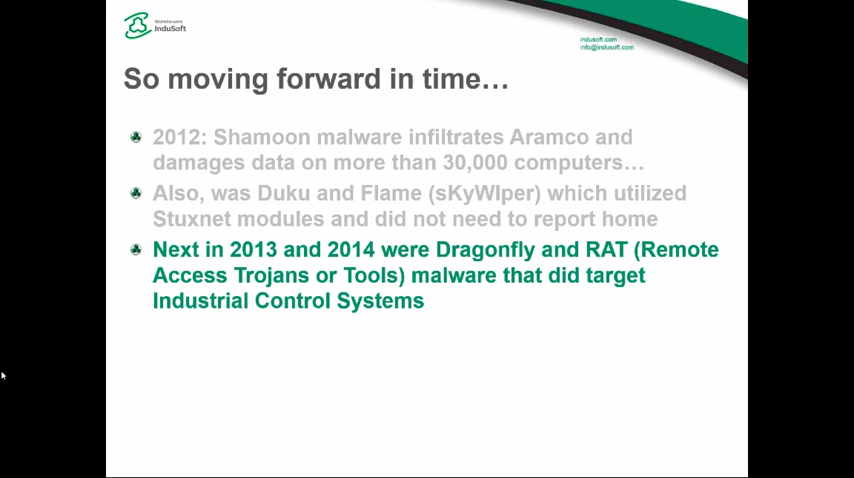 Wonderware
InduSoft
indusoft.com
info@indusoft.com
So moving forward in time…
2012: Shamoon malware infiltrates Aramco and
damages data on more than 30,000 computers…
Also, was Duku and Flame (sKyWIper) which utilized
Stuxnet modules and did not need to report home
Next in 2013 and 2014 were Dragonfly and RAT (Remote
Access Trojans or Tools) malware that did target
Industrial Control Systems